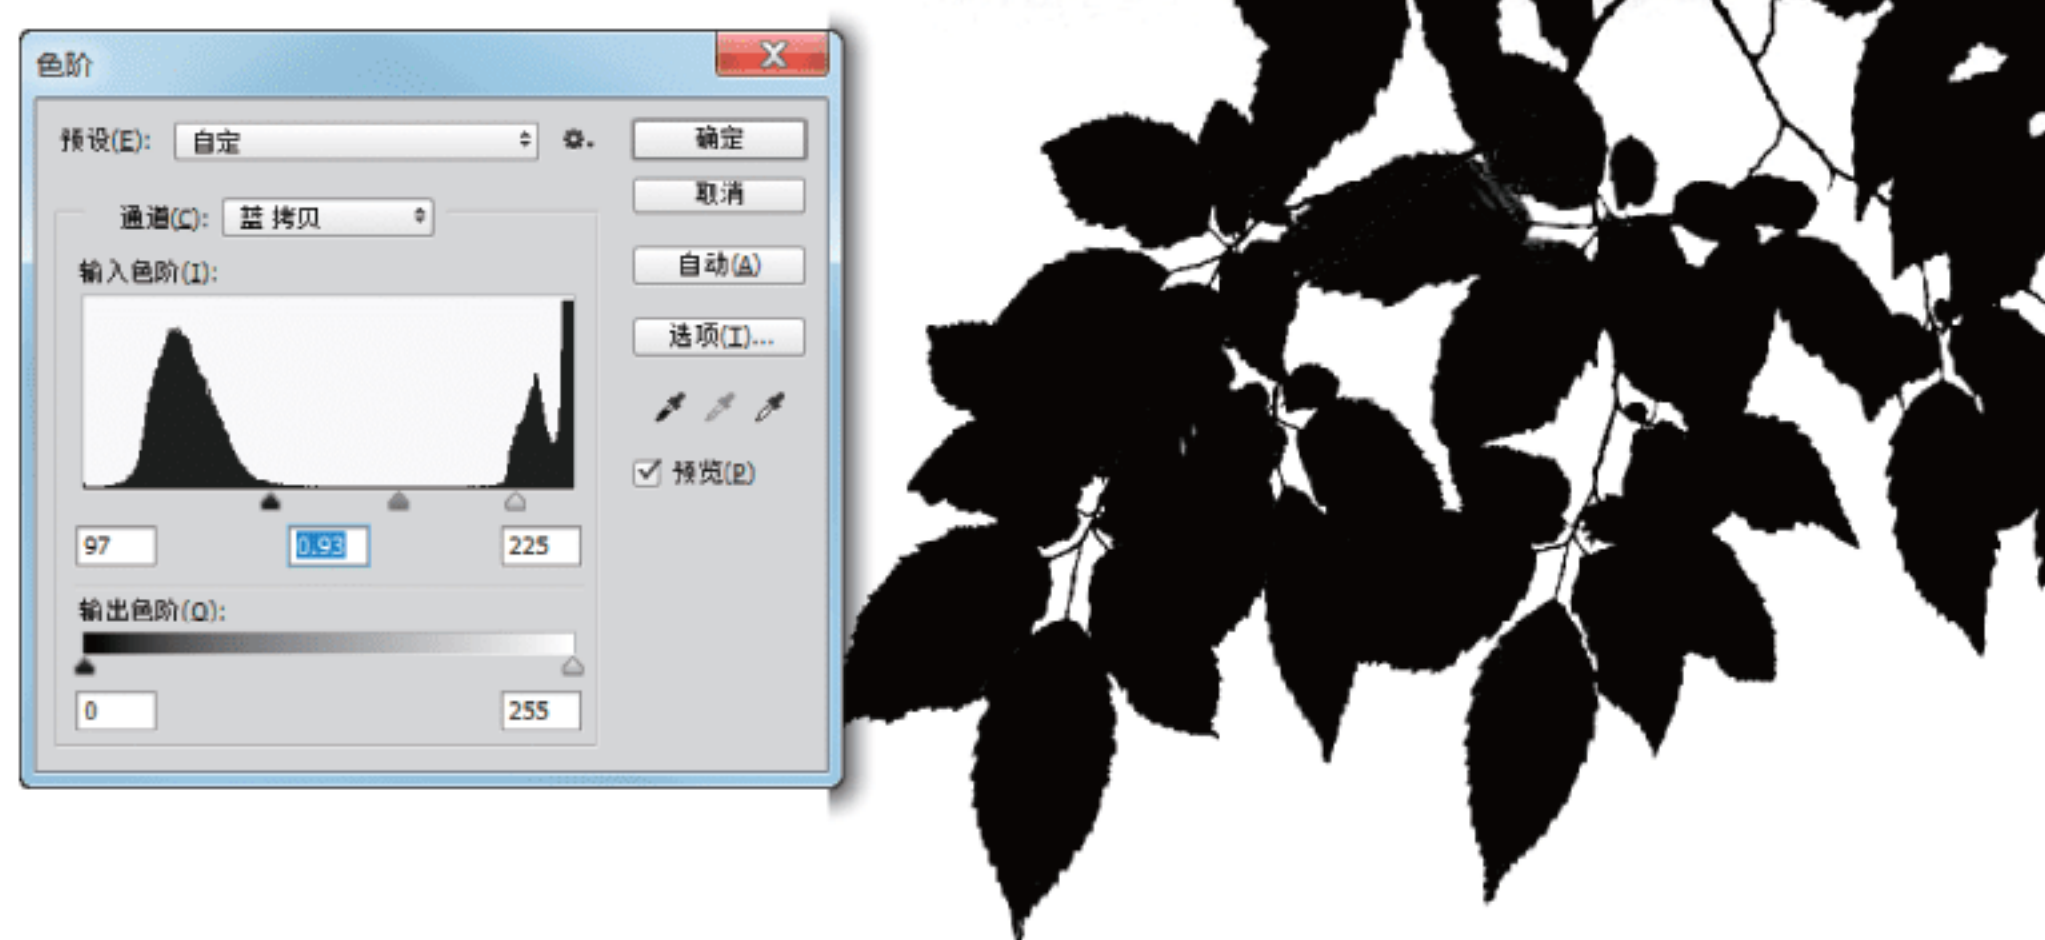 色阶
预设(E): 自定
确定
取消
通道(C): 蓝 拷贝
自动(A)
输入色阶(I):
选项(T)...
预览(P)
97 0.93 225
输出色阶(O):
0 255